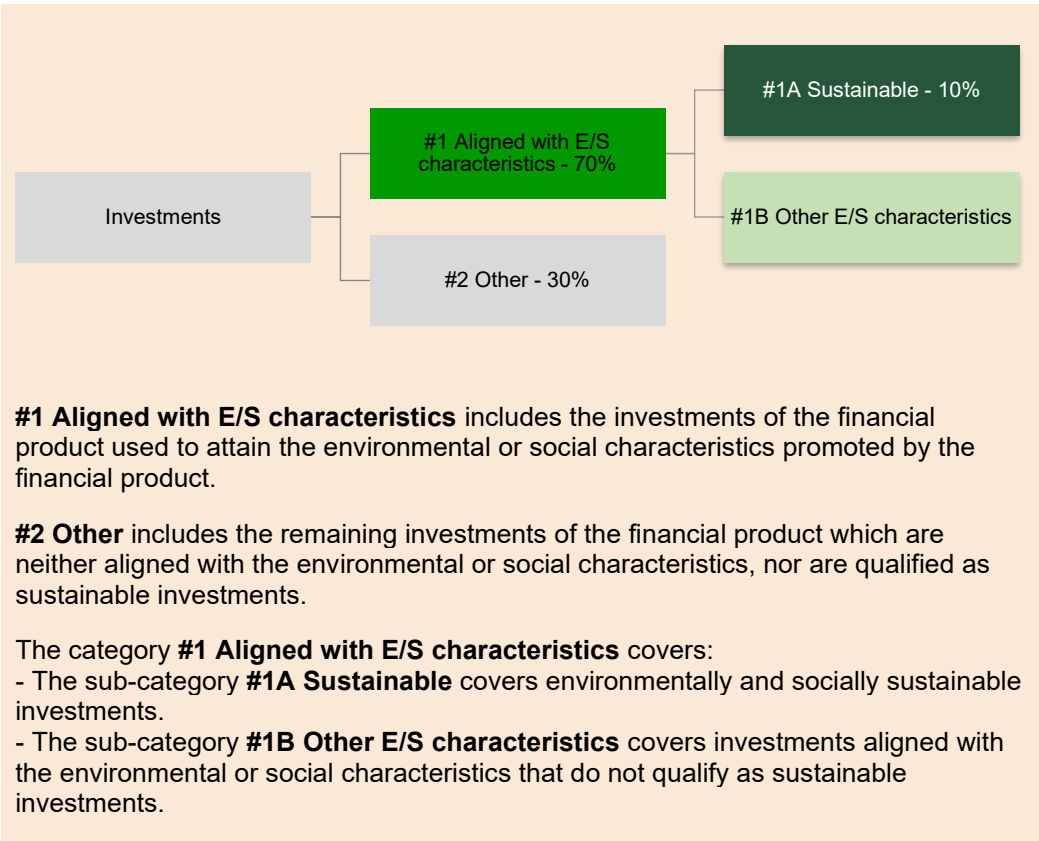 #1A Sustainable - 10%
#1 Aligned with E/S
characteristics - 70%
Investments
#1B Other E/S characteristics
#2 Other - 30%
#1 Aligned with E/S characteristics includes the investments of the financial
product used to attain the environmental or social characteristics promoted by the
financial product.
#2 Other includes the remaining investments of the financial product which are
neither aligned with the environmental or social characteristics, nor are qualified as
sustainable investments.
The category #1 Aligned with E/S characteristics covers:
- The sub-category #1A Sustainable covers environmentally and socially sustainable
investments.
- The sub-category #1B Other E/S characteristics covers investments aligned with
the environmental or social characteristics that do not qualify as sustainable
investments.